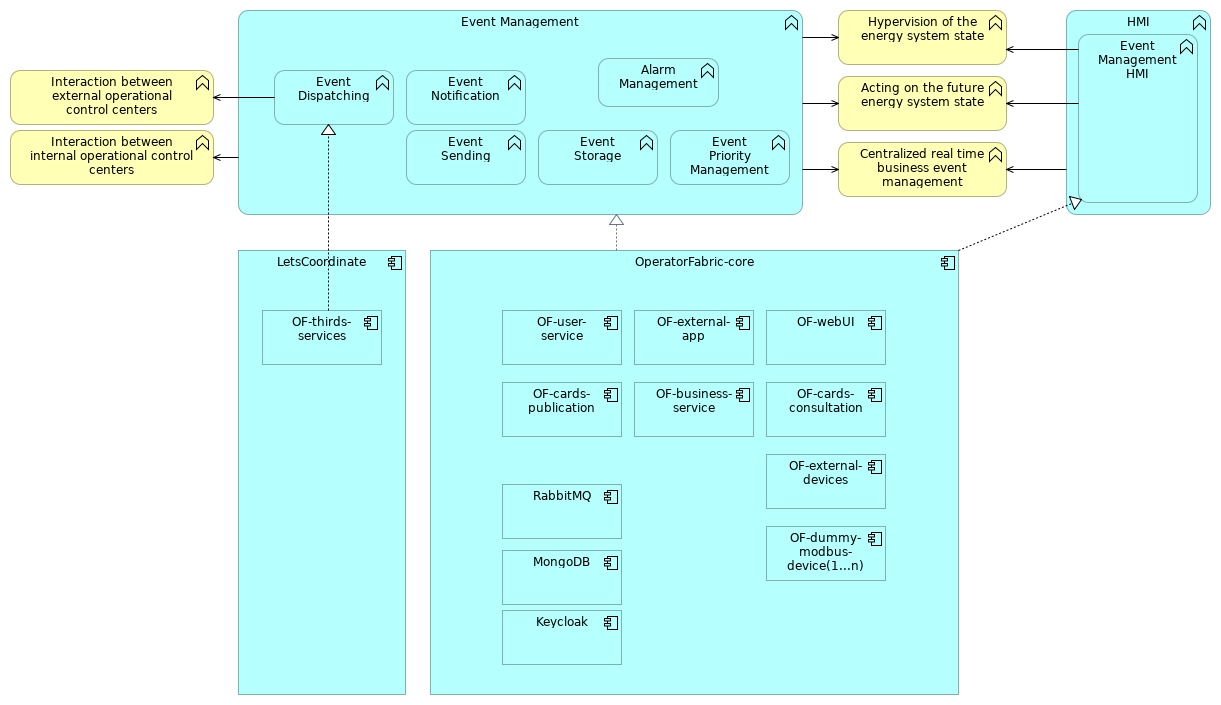 Event Management
Hypervision of the
energy system state
HMI
Event
Management
HMI
Interaction between
external operational
control centers
Event
Dispatching
Event
Notification
Alarm
Management
Acting on the future
energy system state
Interaction between
internal operational control
centers
Event
Sending
Event
Storage
Event
Priority
Management
Centralized real time
business event
management
LetsCoordinate
OperatorFabric-core
OF-thirds-
services
OF-user-
service
OF-external-
app
OF-webUI
OF-cards-
publication
OF-business-
service
OF-cards-
consultation
OF-external-
devices
RabbitMQ
OF-dummy-
modbus-
device(1...n)
MongoDB
Keycloak